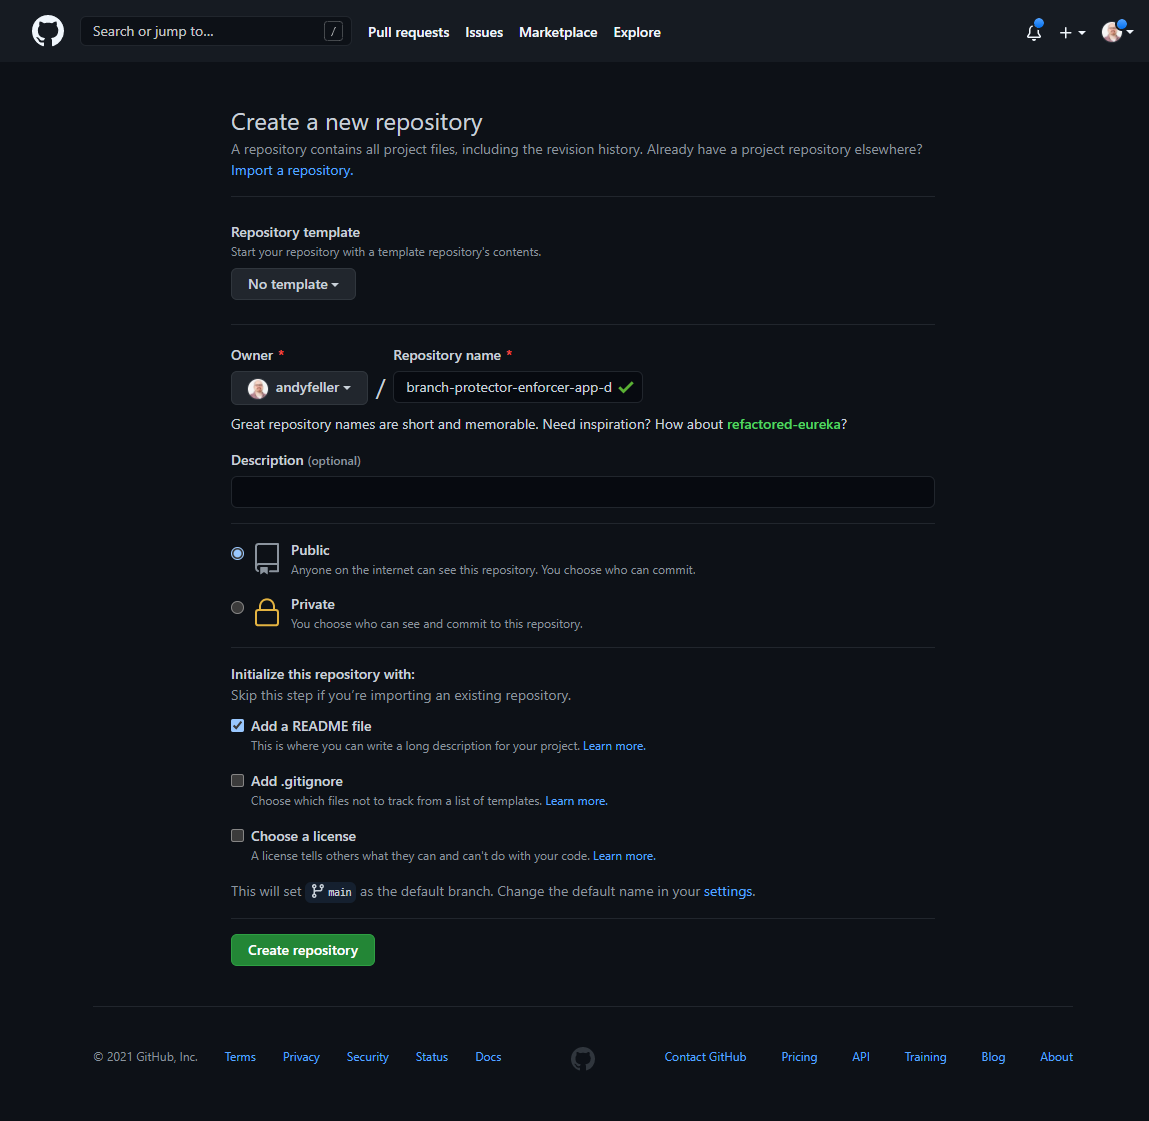 Search or jump to... / Pull requests Issues Marketplace Explore
Create a new repository
A repository contains all project files, including the revision history. Already have a project repository elsewhere?
Import a repository.
Repository template
Start your repository with a template repository's contents.
No template
Owner * Repository name *
andyfeller / branch-protector-enforcer-app-d
Great repository names are short and memorable. Need inspiration? How about refactored-eureka?
Description (optional)
Public
Anyone on the internet can see this repository. You choose who can commit.
Private
You choose who can see and commit to this repository.
Initialize this repository with:
Skip this step if you're importing an existing repository.
Add a README file
This is where you can write a long description for your project. Learn more.
Add .gitignore
Choose which files not to track from a list of templates. Learn more.
Choose a license
A license tells others what they can and can't do with your code. Learn more.
This will set main as the default branch. Change the default name in your settings.
Create repository
© 2021 GitHub, Inc. Terms Privacy Security Status Docs Contact GitHub Pricing API Training Blog About